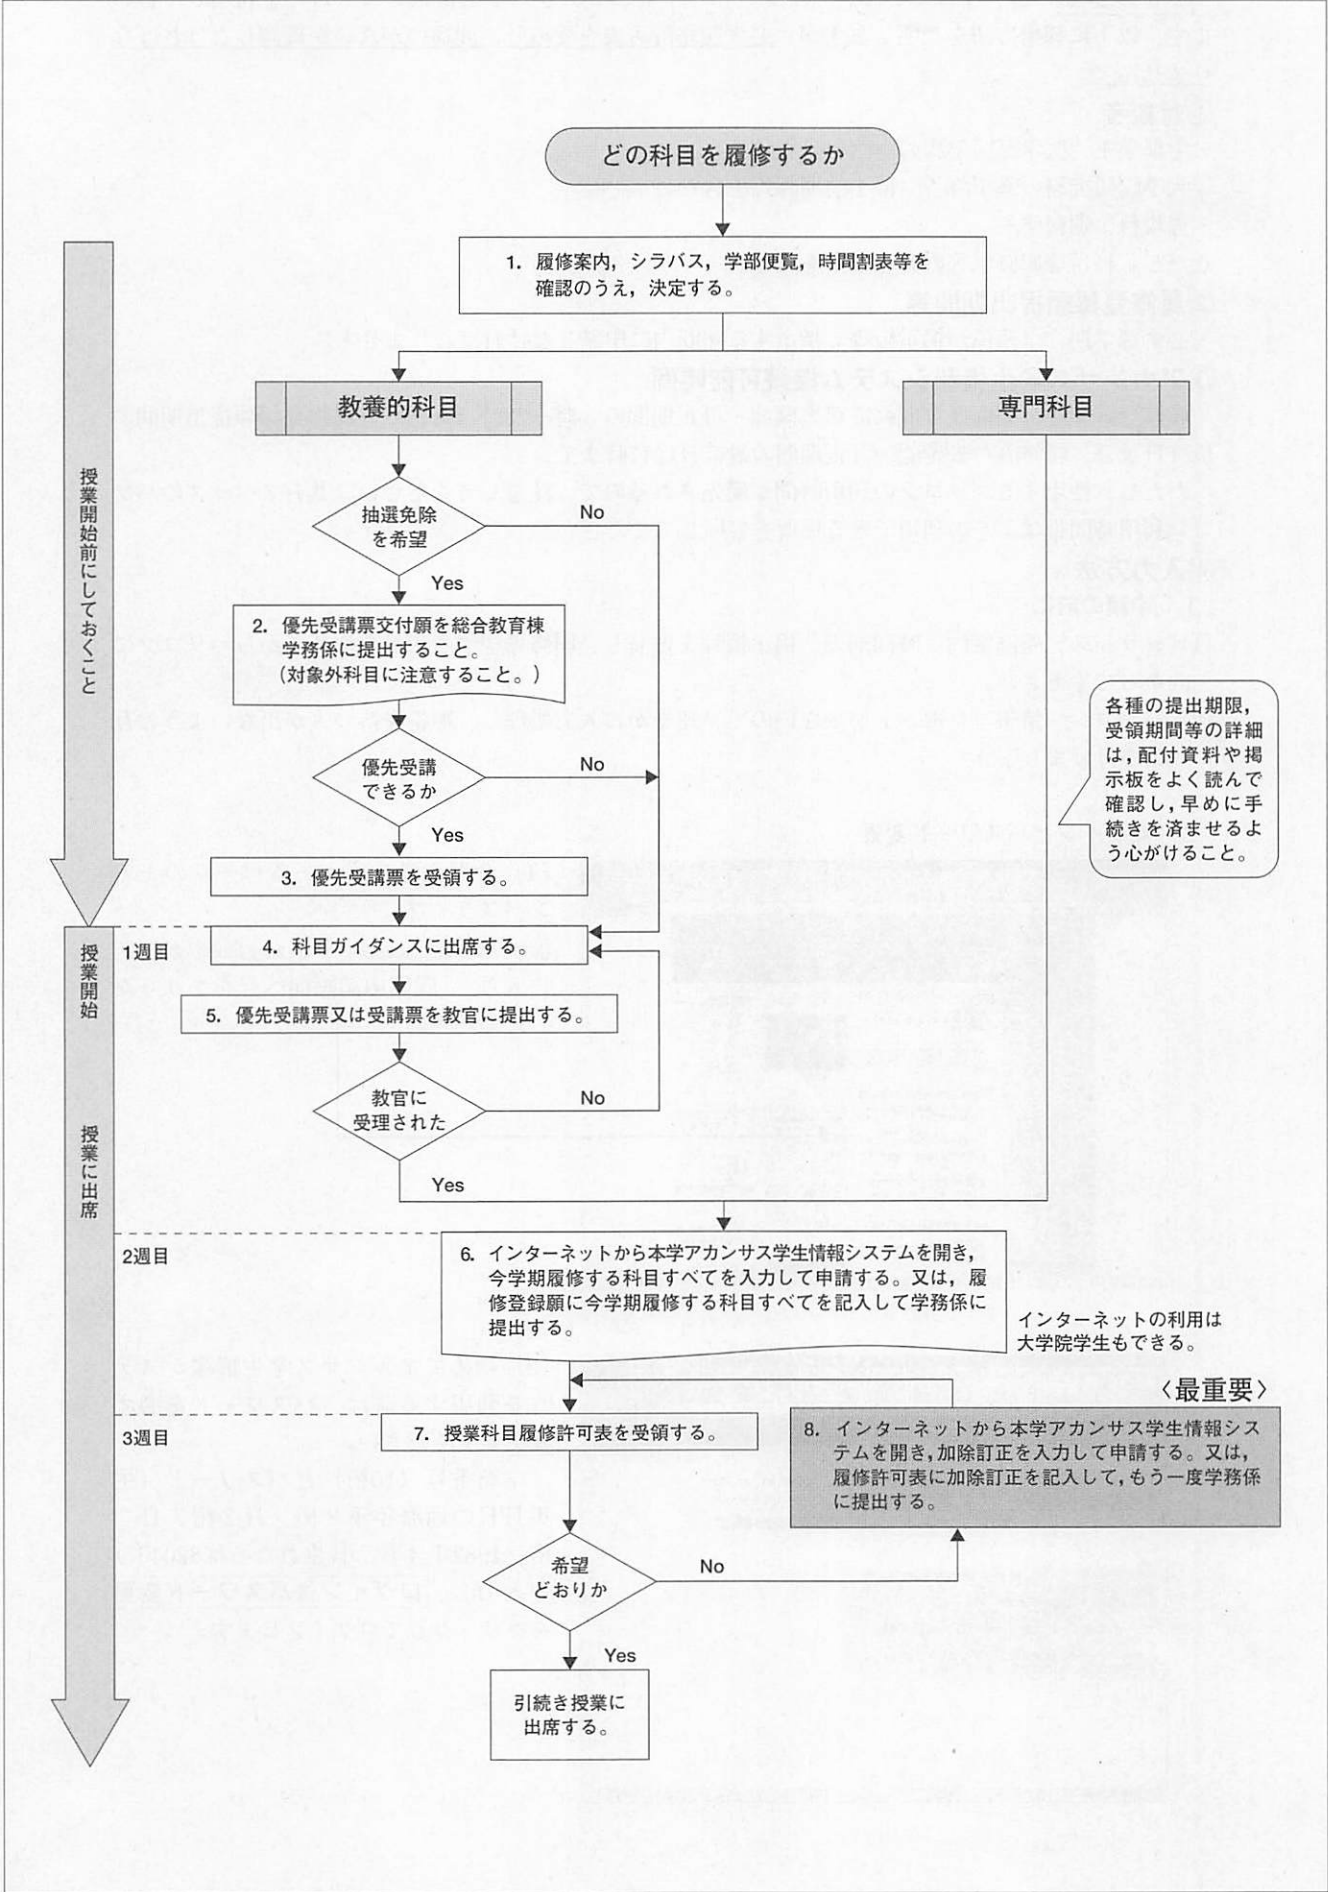 どの科目を履修するか
1. 履修案内，シラバス，学部便覧，時間割表等を
確認のうえ，決定する。
教養的科目
専門科目
授業開始前にしておくこと
抽選免除
を希望
No
Yes
2. 優先受講票交付願を総合教育棟
学務係に提出すること。
（対象外科目に注意すること。）
各種の提出期限，
受領期間等の詳細
は，配付資料や掲
示板をよく読んで
確認し，早めに手
続きを済ませるよ
う心がけること。
優先受講
できるか
No
Yes
3. 優先受講票を受領する。
授業開始
1週目
4. 科目ガイダンスに出席する。
5. 優先受講票又は受講票を教官に提出する。
教官に
受理された
No
Yes
授業に出席
2週目
6. インターネットから本学アカンサス学生情報システムを開き，
今学期履修する科目すべてを入力して申請する。又は，履
修登録願に今学期履修する科目すべてを記入して学務係に
提出する。
インターネットの利用は
大学院学生もできる。
〈最重要〉
3週目
7. 授業科目履修許可表を受領する。
8. インターネットから本学アカンサス学生情報シス
テムを開き，加除訂正を入力して申請する。又は，
履修許可表に加除訂正を記入して，もう一度学務係
に提出する。
希望
どおりか
No
Yes
引続き授業に
出席する。